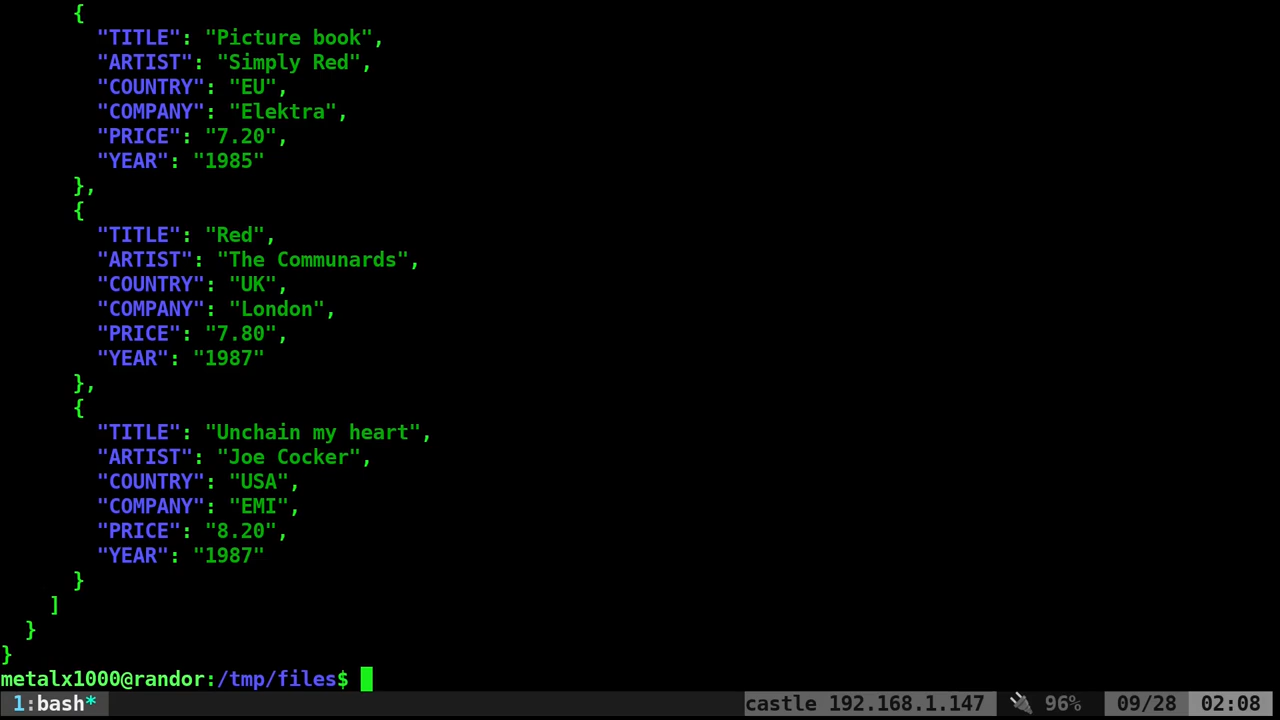 {
"TITLE": "Picture book",
"ARTIST": "Simply Red",
"COUNTRY": "EU",
"COMPANY": "Elektra",
"PRICE": "7.20",
"YEAR": "1985"
},
{
"TITLE": "Red",
"ARTIST": "The Communards",
"COUNTRY": "UK",
"COMPANY": "London",
"PRICE": "7.80",
"YEAR": "1987"
},
{
"TITLE": "Unchain my heart",
"ARTIST": "Joe Cocker",
"COUNTRY": "USA",
"COMPANY": "EMI",
"PRICE": "8.20",
"YEAR": "1987"
}
]
}
}
metalx1000@randor:/tmp/files$
1:bash* castle 192.168.1.147 🔌 96% 09/28 02:08